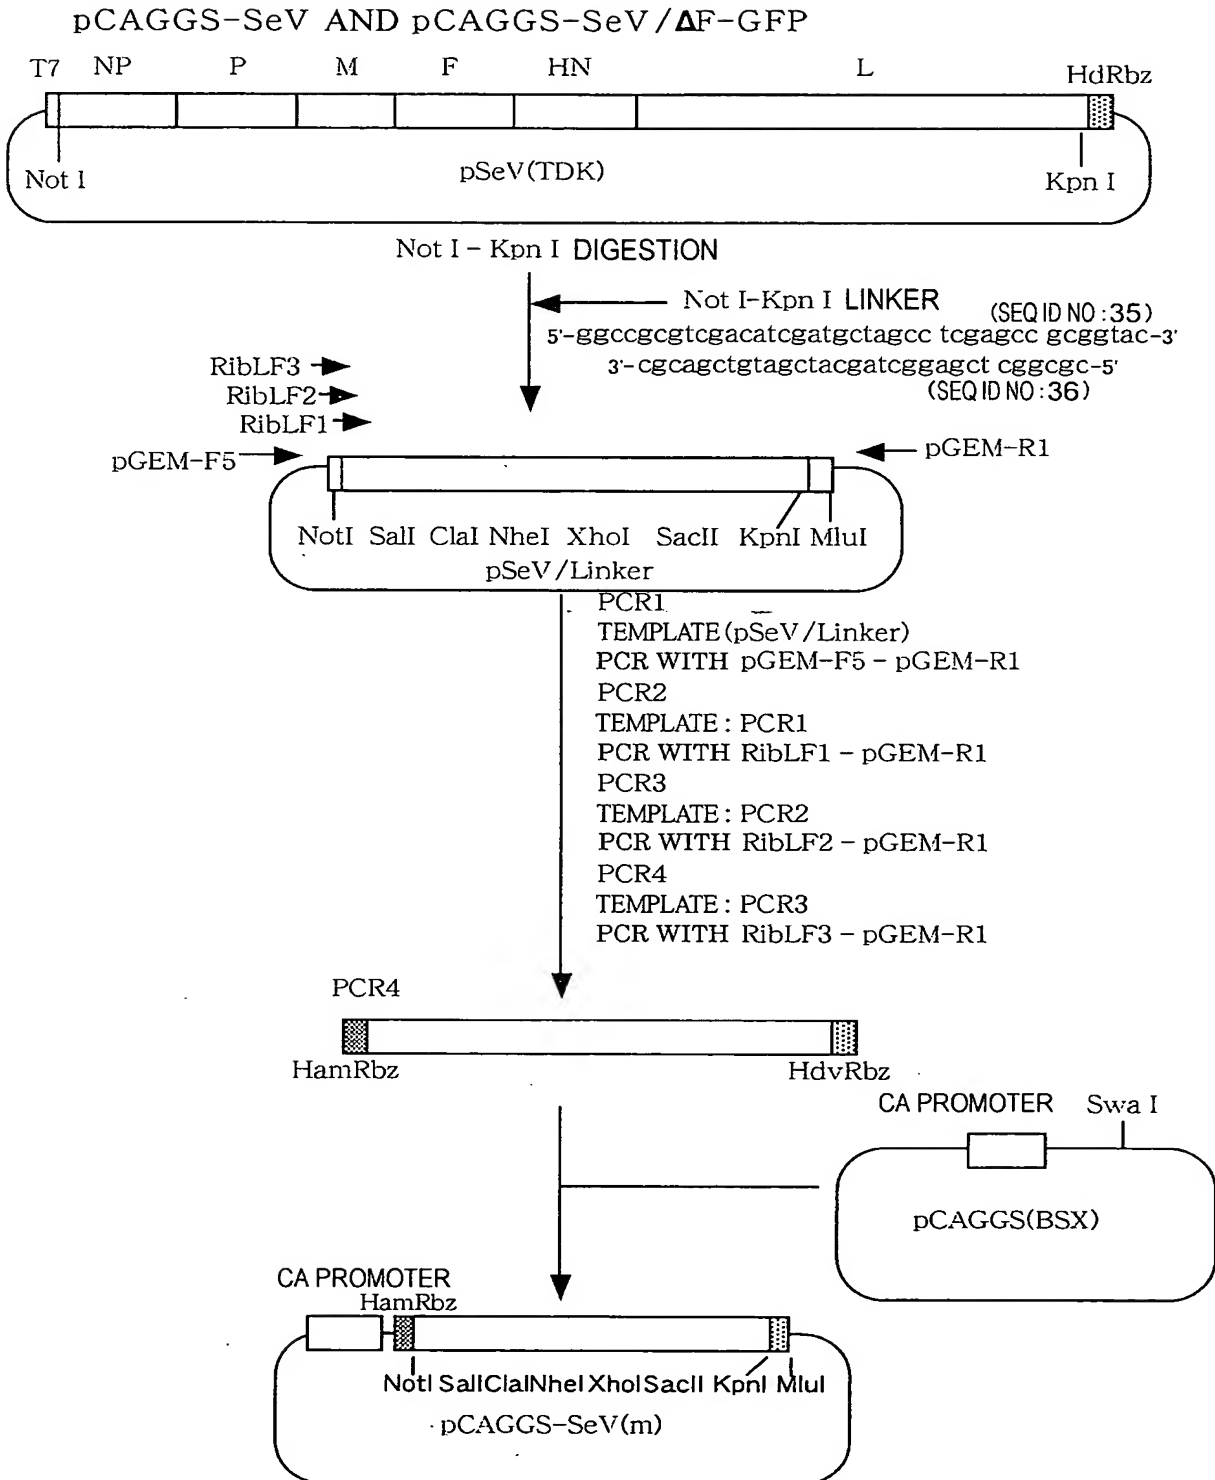 pCAGGS-SeV AND pCAGGS-SeV/ΔF-GFP
T7 NP P M F HN L HdRbz
pSeV(TDK)
Not I Kpn I
Not I - Kpn I DIGESTION
Not I-Kpn I LINKER
(SEQ ID NO:35)
5'-ggccgcgtcgacatcgatgctagcc tcgagcc gcggtac-3'
3'-cgcagctgtagctacgatcggagct cggcgc-5'
(SEQ ID NO:36)
RibLF3
RibLF2
RibLF1
pGEM-F5
pGEM-R1
NotI SalI ClaI NheI XhoI SacII KpnI MluI
pSeV/Linker
PCR1
TEMPLATE(pSeV/Linker)
PCR WITH pGEM-F5 - pGEM-R1
PCR2
TEMPLATE: PCR1
PCR WITH RibLF1 - pGEM-R1
PCR3
TEMPLATE: PCR2
PCR WITH RibLF2 - pGEM-R1
PCR4
TEMPLATE: PCR3
PCR WITH RibLF3 - pGEM-R1
PCR4
HamRbz HdvRbz
CA PROMOTER Swa I
pCAGGS(BSX)
CA PROMOTER
HamRbz
NotI SalI ClaI NheI XhoI SacII KpnI MluI
pCAGGS-SeV(m)